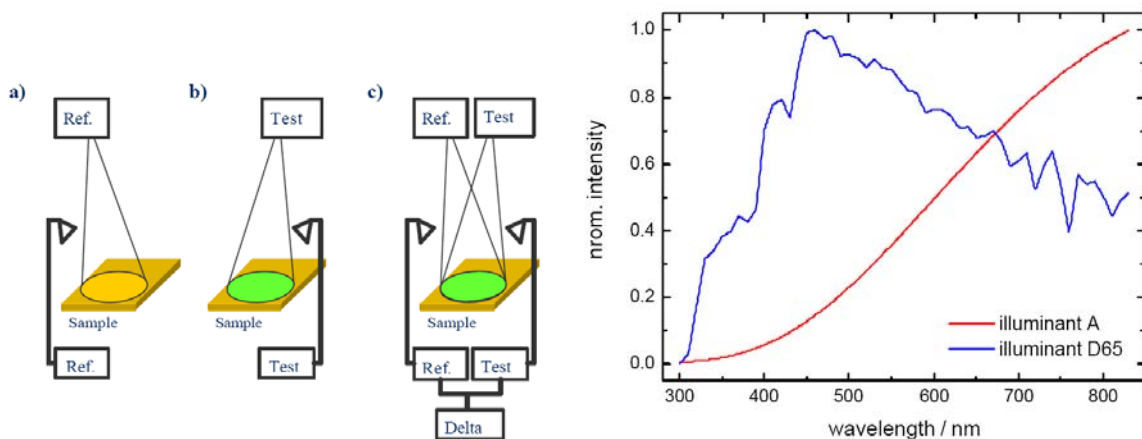 a)
b)
c)
Ref.
Test
Ref.
Test
Sample
Sample
Sample
Ref.
Test
Ref.
Test
Delta
nrom. intensity
1.0
0.8
0.6
0.4
0.2
0.0
illuminant A
illuminant D65
300 400 500 600 700 800
wavelength / nm